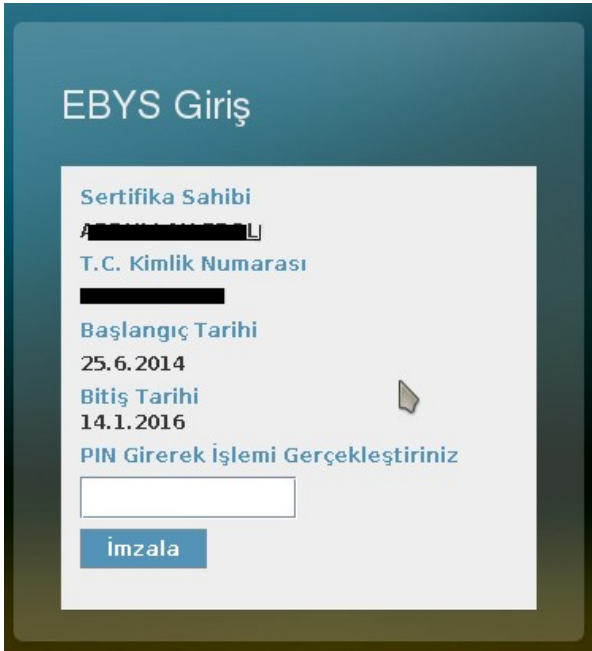 EBYS Giriş
Sertifika Sahibi
T.C. Kimlik Numarası
Başlangıç Tarihi
25.6.2014
Bitiş Tarihi
14.1.2016
PIN Girerek İşlemi Gerçekleştiriniz
İmzala